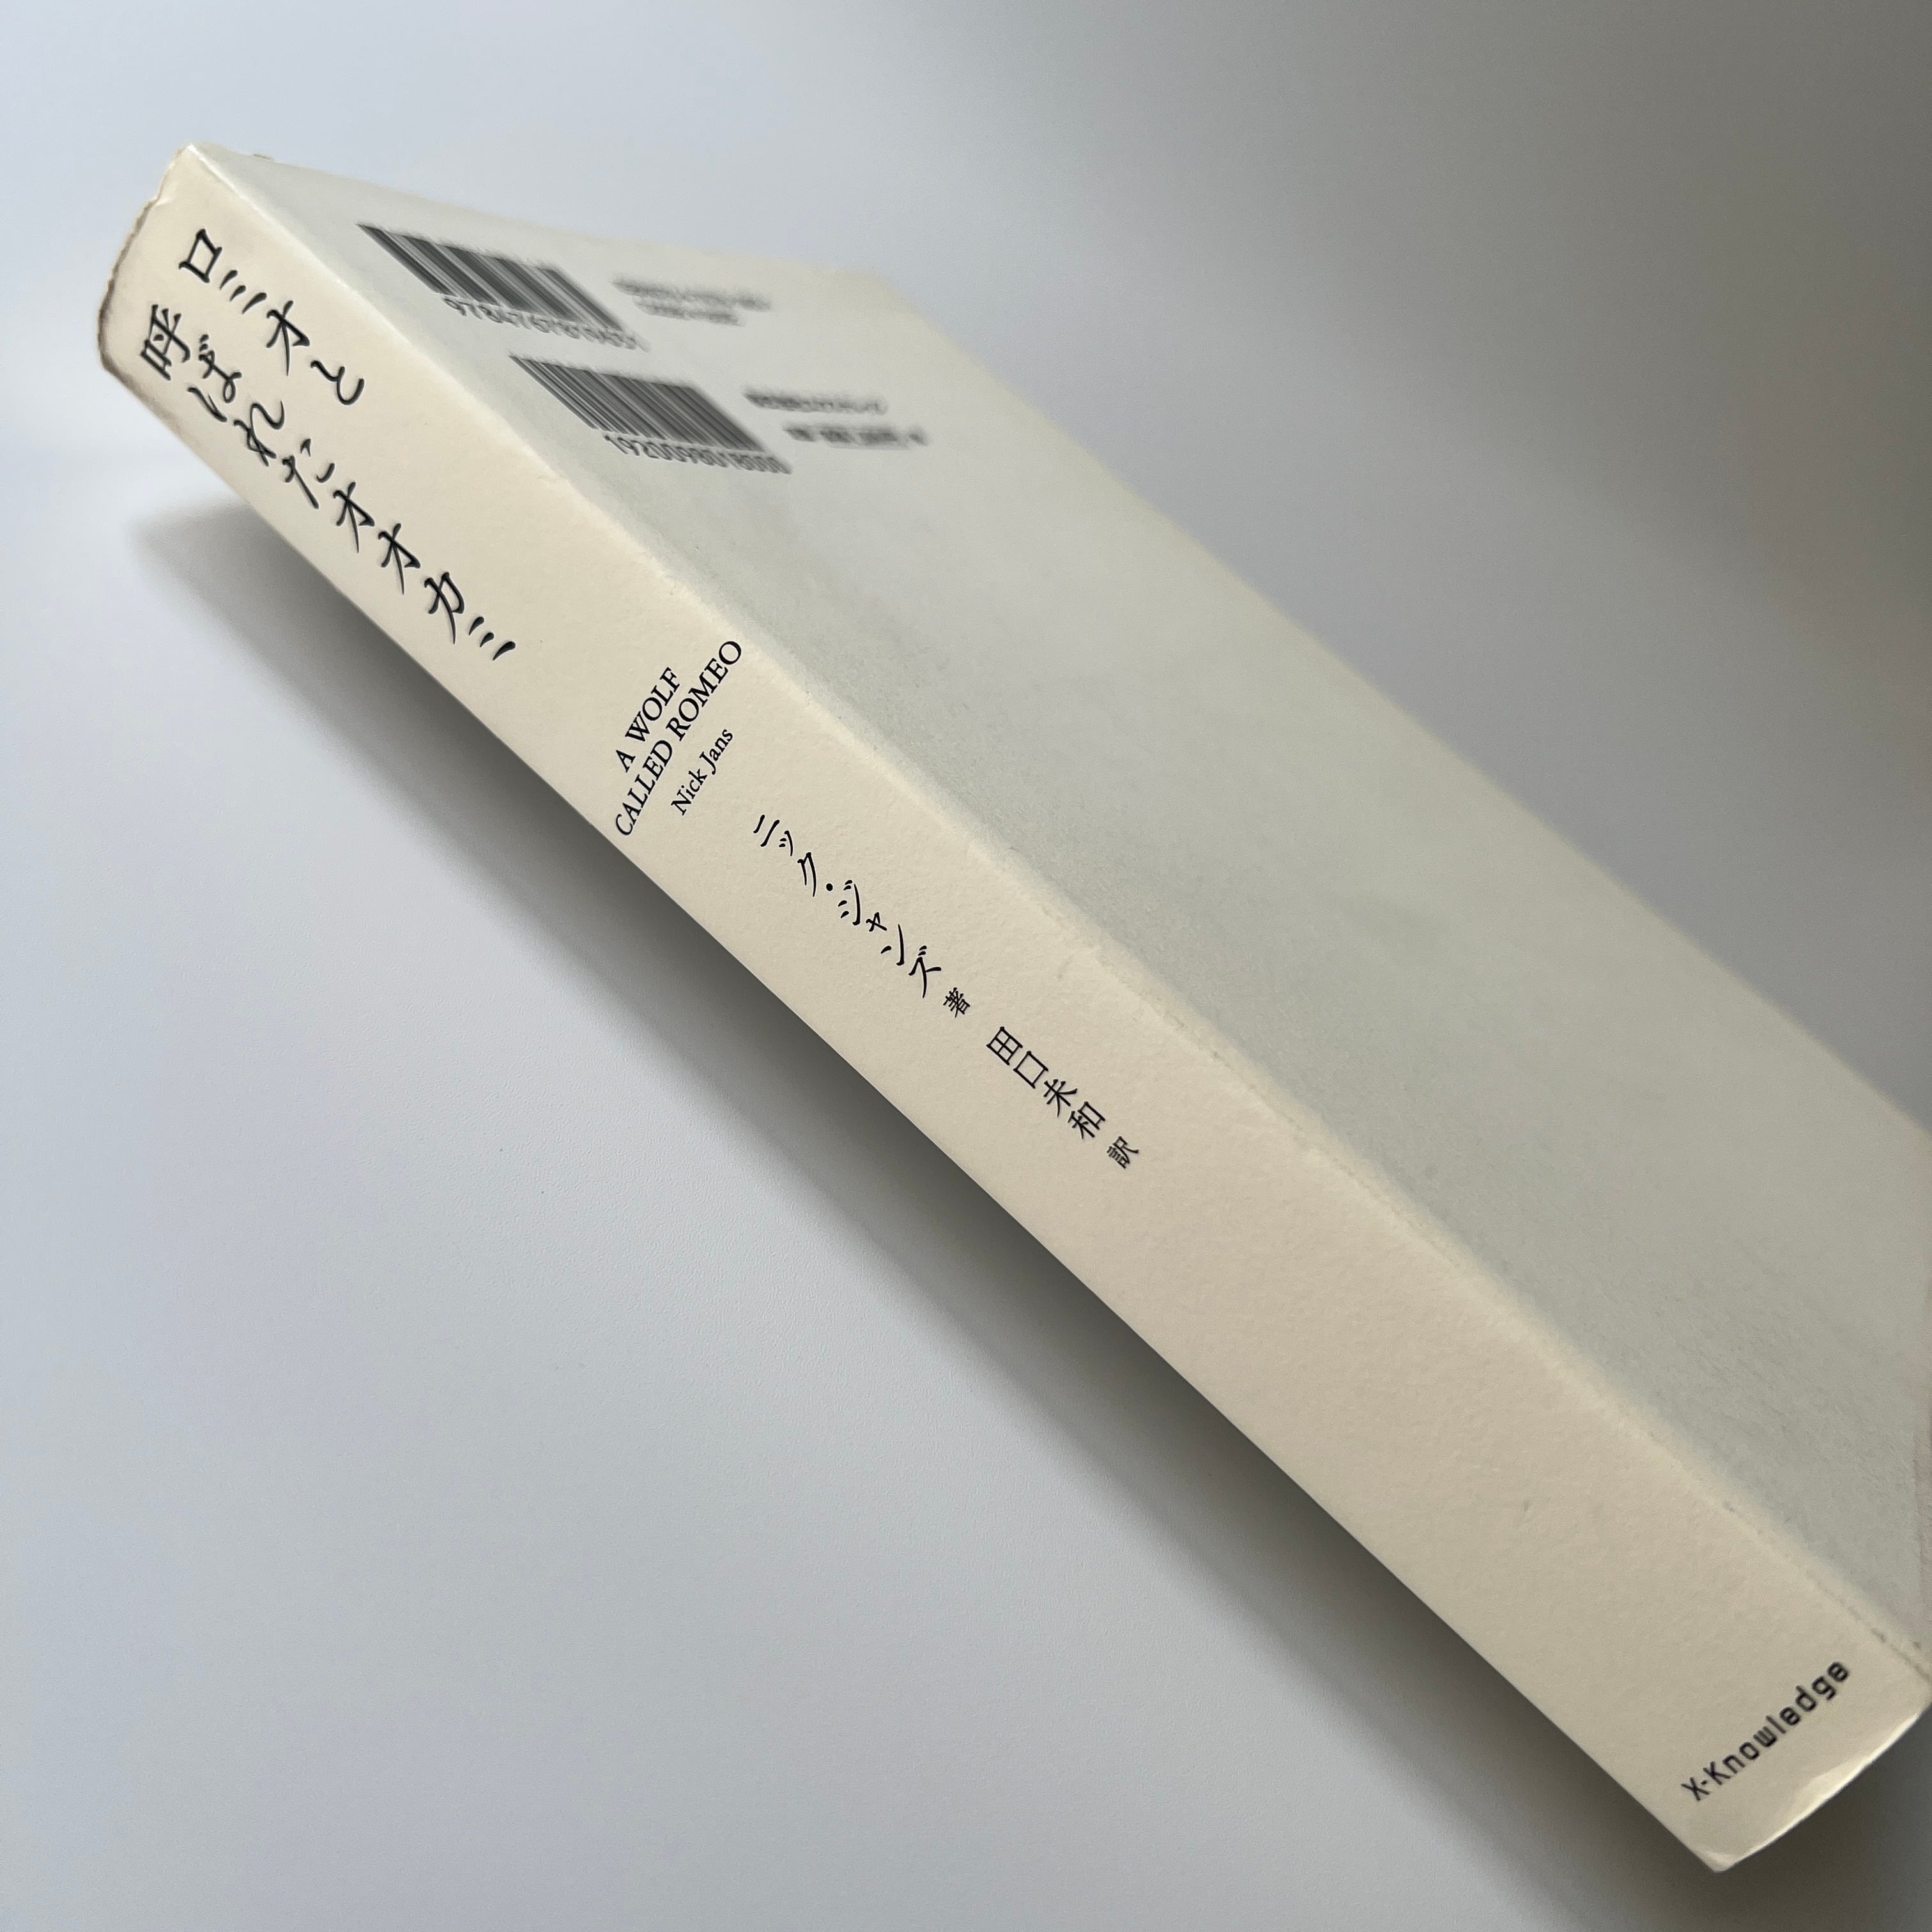 ロミオと
呼ばれたオオカミ
A WOLF
CALLED ROMEO
Nick Jans
ニック・ジャンズ 著 田口未和 訳
X-Knowledge
1920098018000